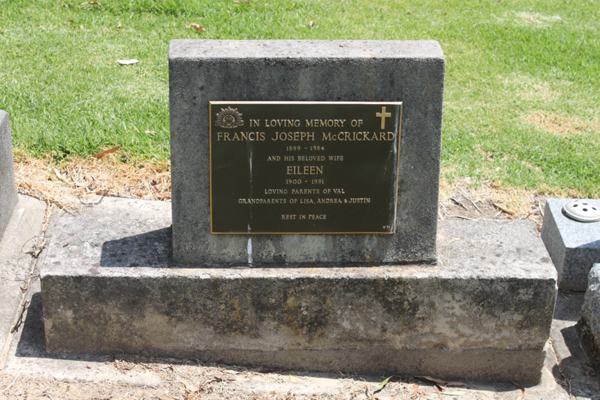 IN LOVING MEMORY OF
FRANCIS JOSEPH McCRICKARD
1899 - 1984
AND HIS BELOVED WIFE
EILEEN
1900 - 1991
LOVING PARENTS OF VAL
GRANDPARENTS OF LISA, ANDREA & JUSTIN
REST IN PEACE